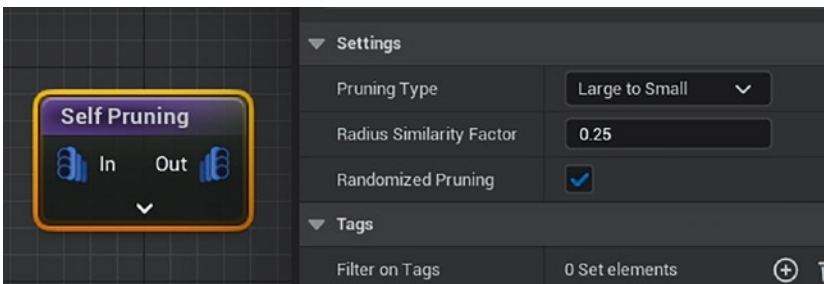 Self Pruning
In Out
Settings
Pruning Type Large to Small
Radius Similarity Factor 0.25
Randomized Pruning
Tags
Filter on Tags 0 Set elements